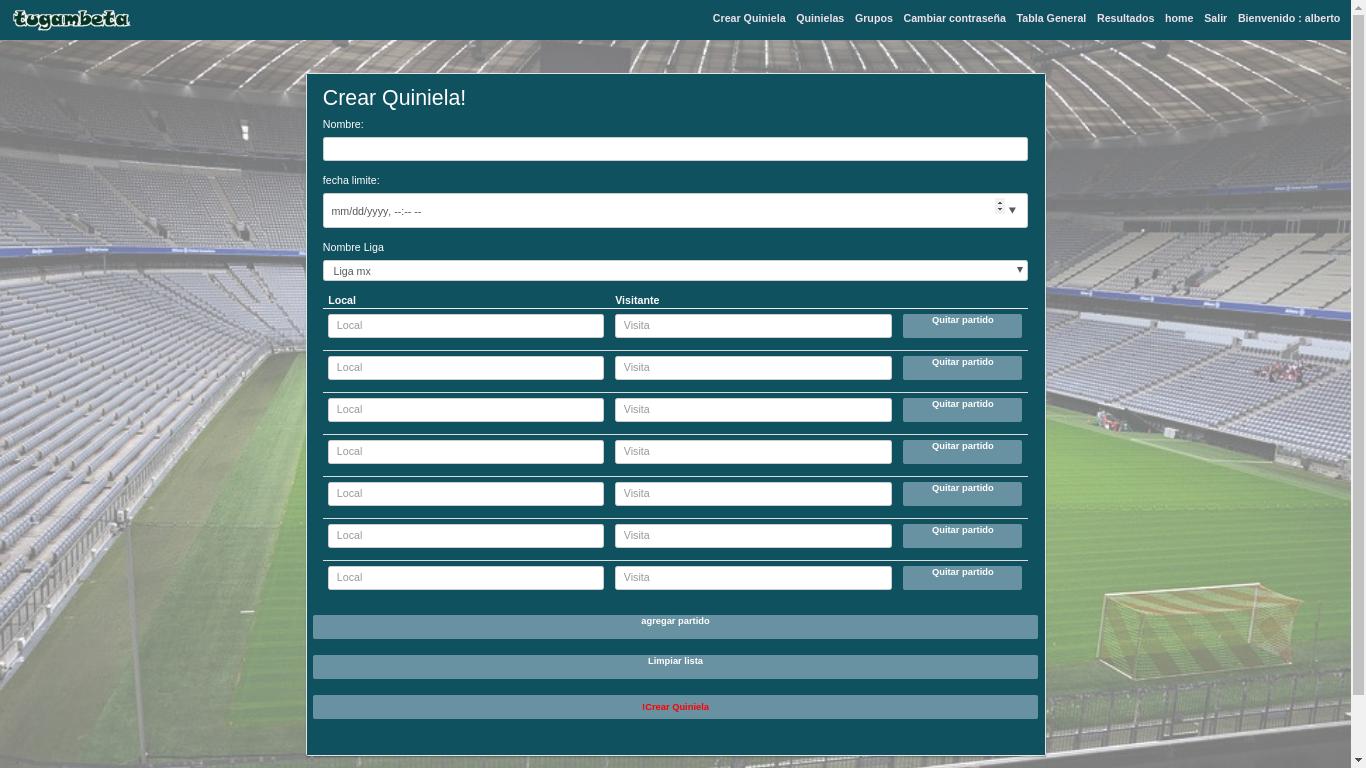 tugambeta
Crear Quiniela Quinielas Grupos Cambiar contraseña Tabla General Resultados home Salir Bienvenido : alberto
Crear Quiniela!
Nombre:
fecha limite:
mm/dd/yyyy, --:-- --
Nombre Liga
Liga mx
Local Visitante
Local Visita Quitar partido
Local Visita Quitar partido
Local Visita Quitar partido
Local Visita Quitar partido
Local Visita Quitar partido
Local Visita Quitar partido
Local Visita Quitar partido
agregar partido
Limpiar lista
!Crear Quiniela